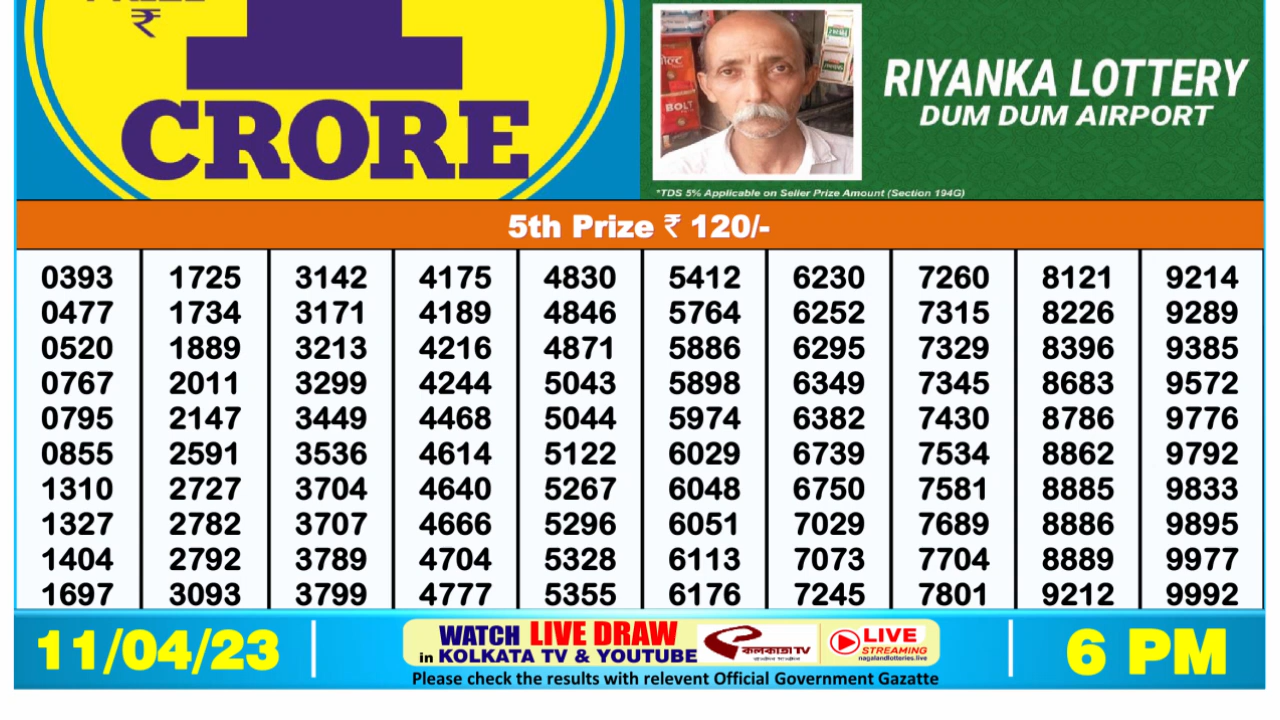 ₹
CRORE
BOLT
RIYANKA LOTTERY
DUM DUM AIRPORT
*TDS 5% Applicable on Seller Prize Amount (Section 194G)
5th Prize ₹ 120/-
0393 1725 3142 4175 4830 5412 6230 7260 8121 9214
0477 1734 3171 4189 4846 5764 6252 7315 8226 9289
0520 1889 3213 4216 4871 5886 6295 7329 8396 9385
0767 2011 3299 4244 5043 5898 6349 7345 8683 9572
0795 2147 3449 4468 5044 5974 6382 7430 8786 9776
0855 2591 3536 4614 5122 6029 6739 7534 8862 9792
1310 2727 3704 4640 5267 6048 6750 7581 8885 9833
1327 2782 3707 4666 5296 6051 7029 7689 8886 9895
1404 2792 3789 4704 5328 6113 7073 7704 8889 9977
1697 3093 3799 4777 5355 6176 7245 7801 9212 9992
11/04/23
WATCH LIVE DRAW
in KOLKATA TV & YOUTUBE
কলকাতা TV
LIVE
STREAMING
nagalandlotteries.live
Please check the results with relevent Official Government Gazatte
6 PM